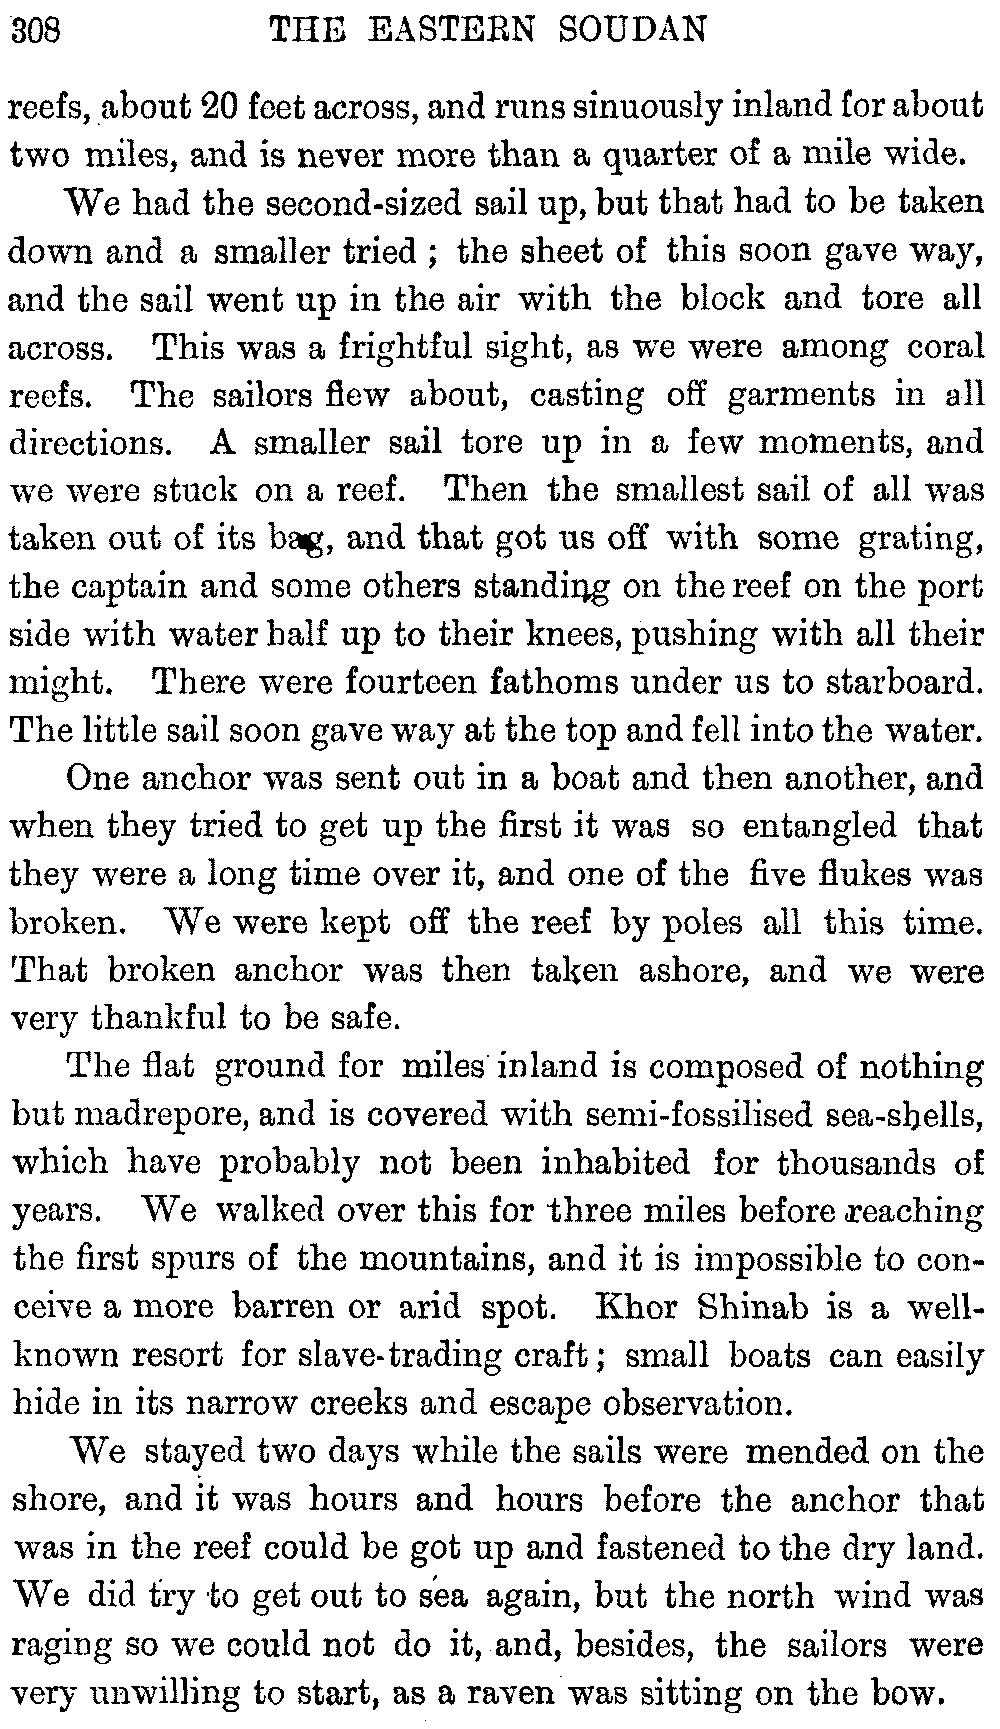 308 THE EASTERN SOUDAN
reefs, about 20 feet across, and runs sinuously inland for about
two miles, and is never more than a quarter of a mile wide.
We had the second-sized sail up, but that had to be taken
down and a smaller tried ; the sheet of this soon gave way,
and the sail went up in the air with the block and tore all
across. This was a frightful sight, as we were among coral
reefs. The sailors flew about, casting off garments in all
directions. A smaller sail tore up in a few moments, and
we were stuck on a reef. Then the smallest sail of all was
taken out of its bag, and that got us off with some grating,
the captain and some others standing on the reef on the port
side with water half up to their knees, pushing with all their
might. There were fourteen fathoms under us to starboard.
The little sail soon gave way at the top and fell into the water.
One anchor was sent out in a boat and then another, and
when they tried to get up the first it was so entangled that
they were a long time over it, and one of the five flukes was
broken. We were kept off the reef by poles all this time.
That broken anchor was then taken ashore, and we were
very thankful to be safe.
The flat ground for miles inland is composed of nothing
but madrepore, and is covered with semi-fossilised sea-shells,
which have probably not been inhabited for thousands of
years. We walked over this for three miles before reaching
the first spurs of the mountains, and it is impossible to con-
ceive a more barren or arid spot. Khor Shinab is a well-
known resort for slave-trading craft ; small boats can easily
hide in its narrow creeks and escape observation.
We stayed two days while the sails were mended on the
shore, and it was hours and hours before the anchor that
was in the reef could be got up and fastened to the dry land.
We did try to get out to sea again, but the north wind was
raging so we could not do it, and, besides, the sailors were
very unwilling to start, as a raven was sitting on the bow.